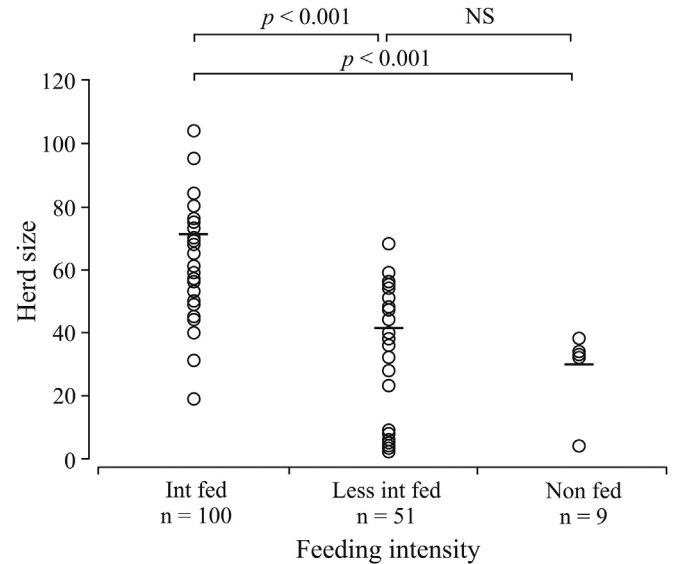 p < 0.001 NS
p < 0.001
120
100
80
60
40
20
0
Herd size
Int fed Less int fed Non fed
n = 100 n = 51 n = 9
Feeding intensity